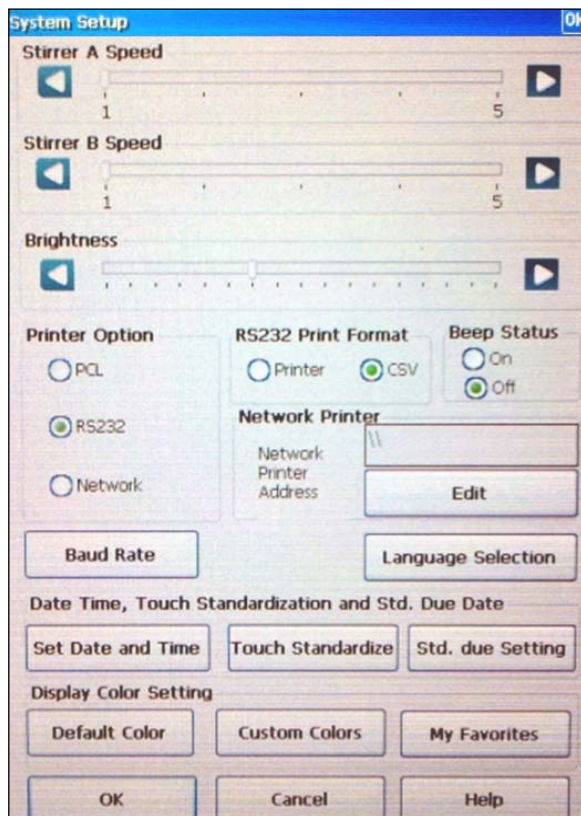 System Setup
Ok
Stirrer A Speed
1 5
Stirrer B Speed
1 5
Brightness
Printer Option
RS232 Print Format
Beep Status
PCL
Printer
CSV
On
Off
RS232
Network
Network Printer
Network
Printer
Address
\\
Edit
Baud Rate
Language Selection
Date Time, Touch Standardization and Std. Due Date
Set Date and Time
Touch Standardize
Std. due Setting
Display Color Setting
Default Color
Custom Colors
My Favorites
OK
Cancel
Help